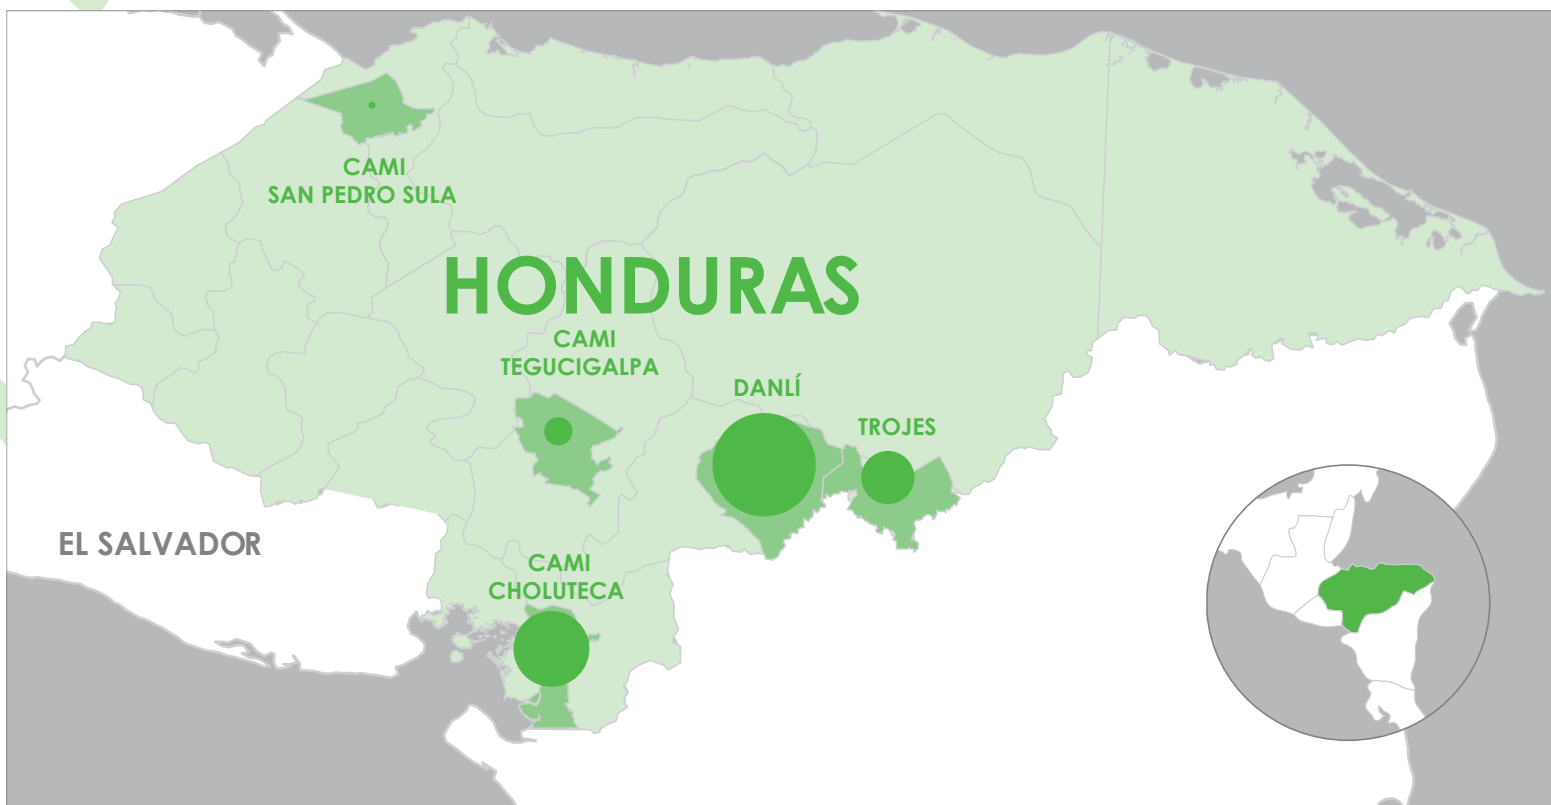 CAMI
SAN PEDRO SULA
HONDURAS
CAMI
TEGUCIGALPA
DANLÍ
TROJES
EL SALVADOR
CAMI
CHOLUTECA